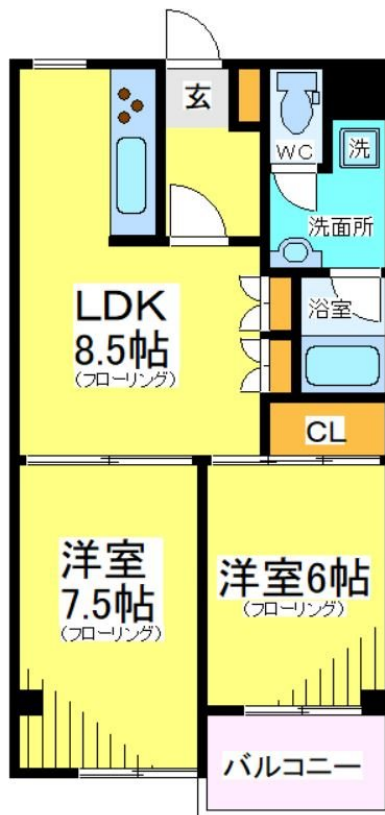 玄
WC
洗
洗面所
LDK
8.5帖
(フローリング)
浴室
CL
洋室
7.5帖
(フローリング)
洋室6帖
(フローリング)
バルコニー